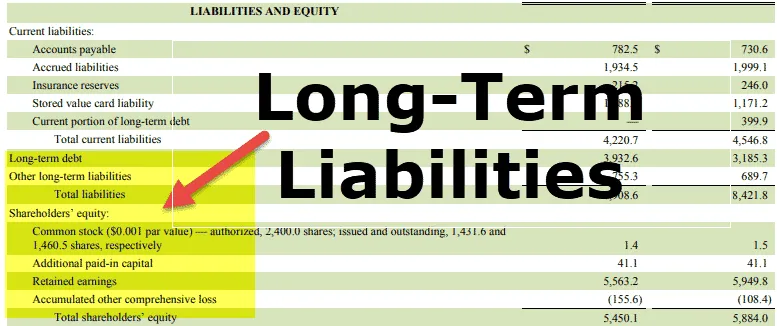 LIABILITIES AND EQUITY
Current liabilities:
Accounts payable $ 782.5 $ 730.6
Accrued liabilities 1,934.5 1,999.1
Insurance reserves 246.0
Stored value card liability 1,171.2
Current portion of long-term debt — 399.9
Total current liabilities 4,220.7 4,546.8
Long-term debt 3,932.6 3,185.3
Other long-term liabilities 755.3 689.7
Total liabilities 8,421.8
Shareholders' equity:
Common stock ($0.001 par value) — authorized, 2,400.0 shares; issued and outstanding, 1,431.6 and
1,460.5 shares, respectively 1.4 1.5
Additional paid-in capital 41.1 41.1
Retained earnings 5,563.2 5,949.8
Accumulated other comprehensive loss (155.6) (108.4)
Total shareholders' equity 5,450.1 5,884.0
Long-Term
Liabilities